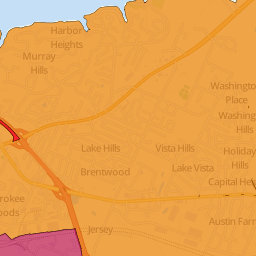 Harbor
Heights
Murray
Hills
Washington
Place
Washing
Hills
Lake Hills
Vista Hills
Holiday
Hills
Lake Vista
Brentwood
Capital He
rokee
oods
Austin Farm
Jersey